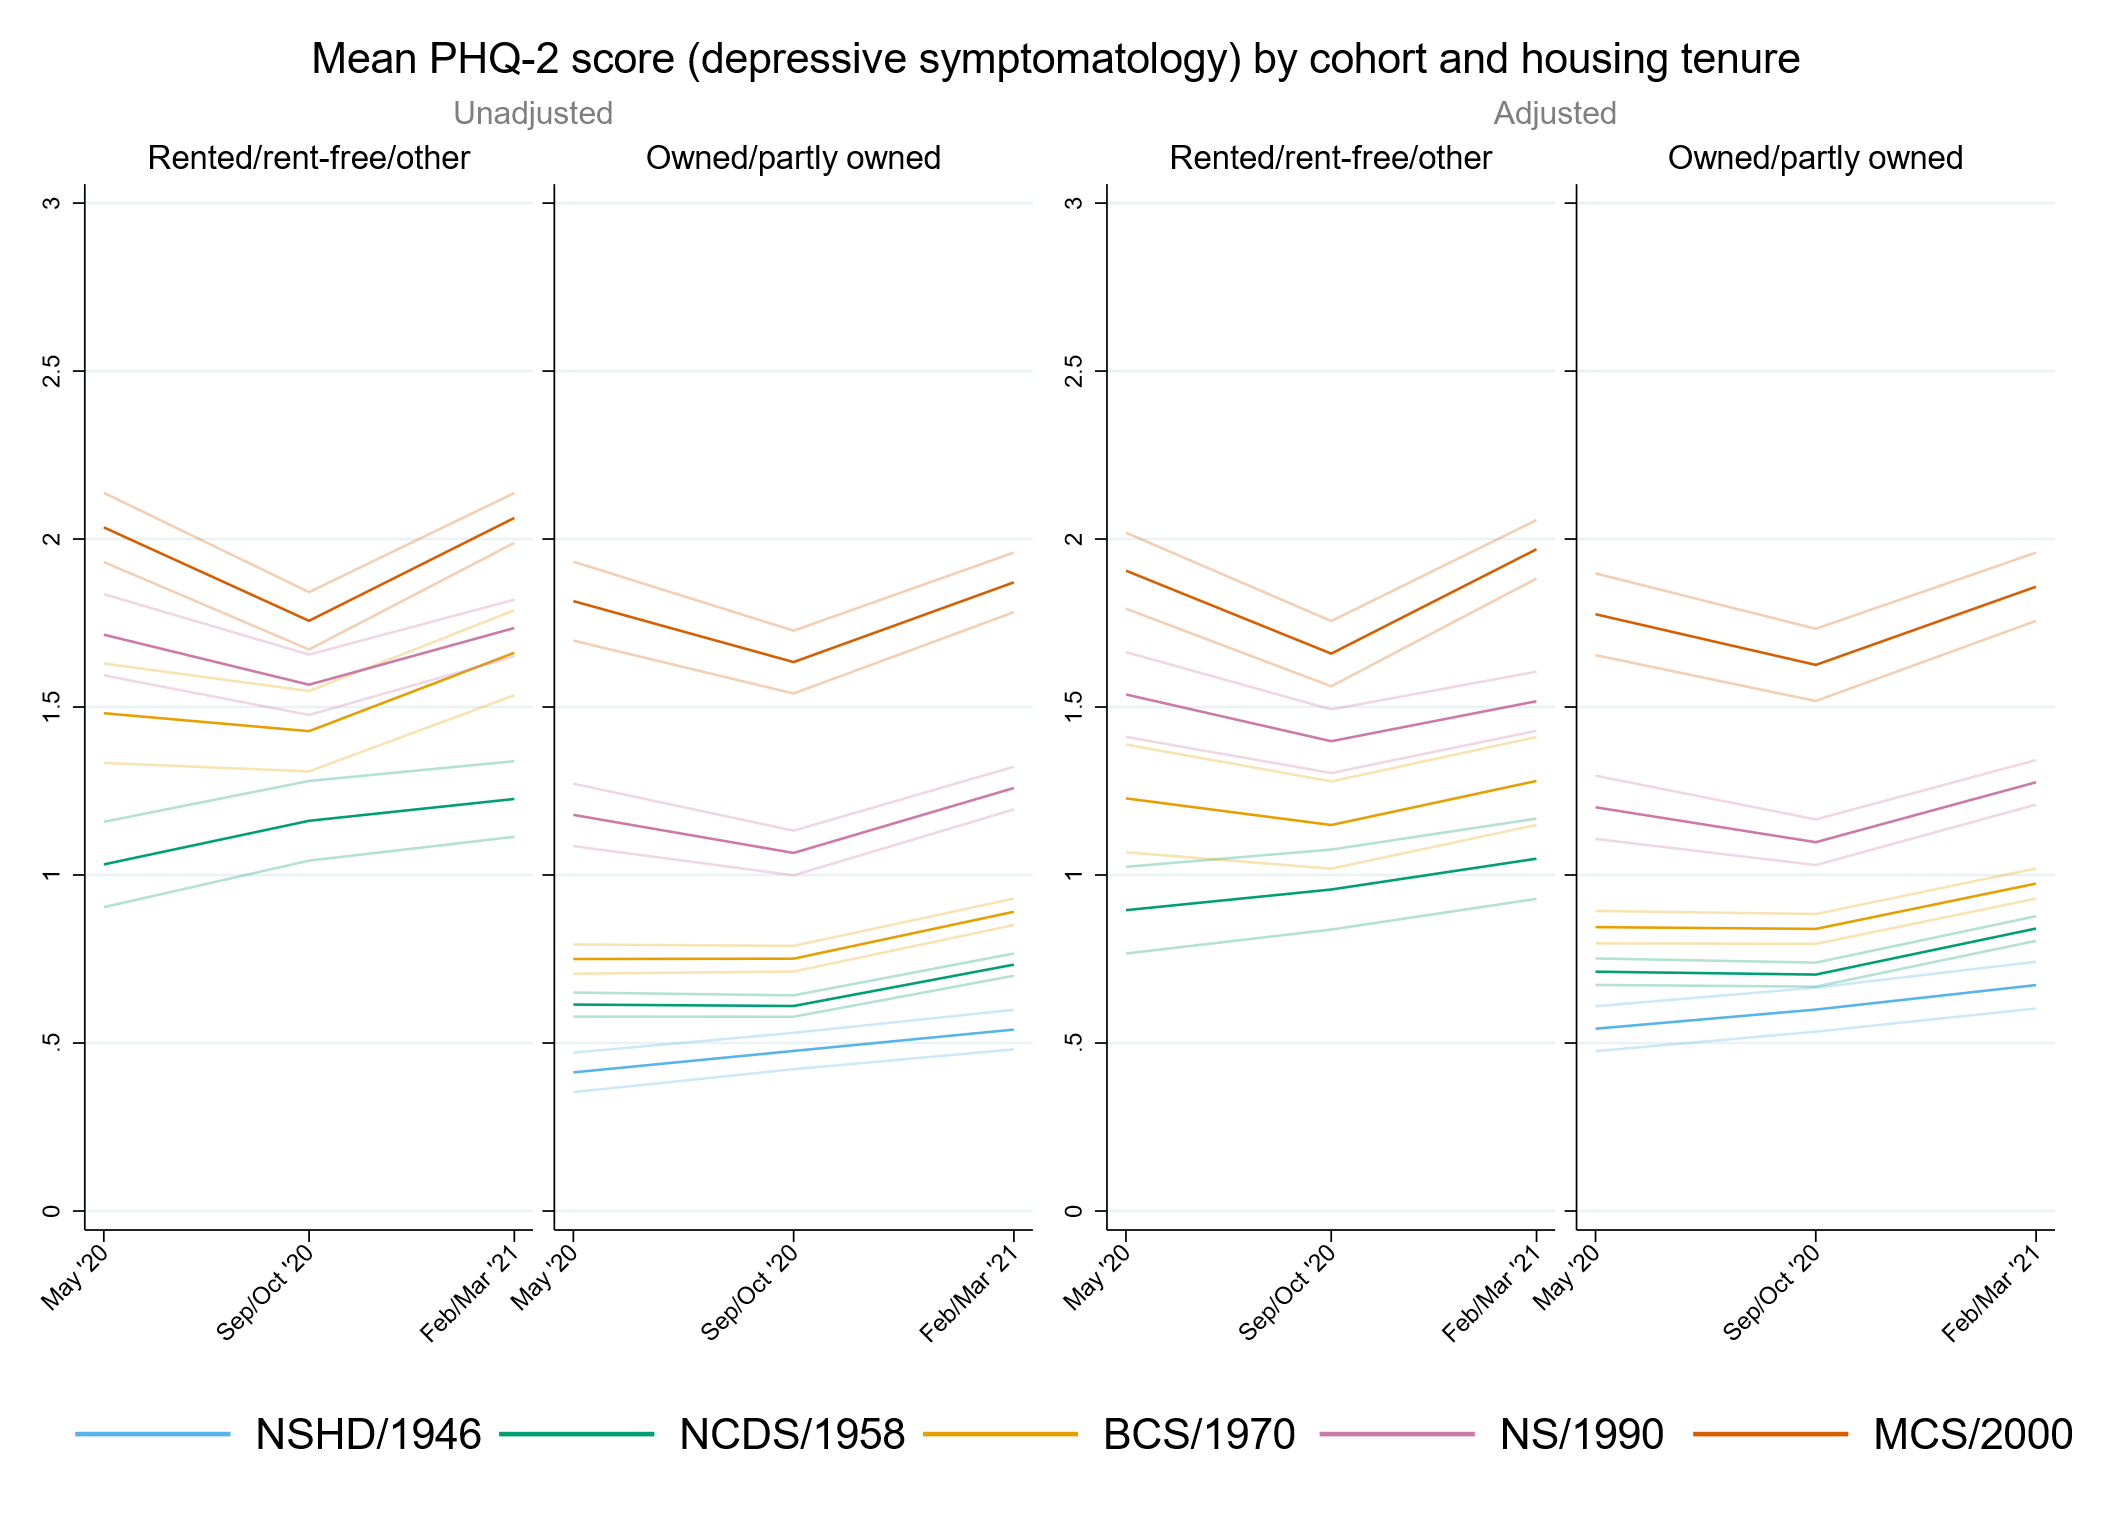 Mean PHQ-2 score (depressive symptomatology) by cohort and housing tenure
Unadjusted
Adjusted
Rented/rent-free/other
Owned/partly owned
Rented/rent-free/other
Owned/partly owned
3
2.5
2
1.5
1
.5
0
3
2.5
2
1.5
1
.5
0
May '20
Sep/Oct '20
Feb/Mar '21
May '20
Sep/Oct '20
Feb/Mar '21
May '20
Sep/Oct '20
Feb/Mar '21
May '20
Sep/Oct '20
Feb/Mar '21
NSHD/1946
NCDS/1958
BCS/1970
NS/1990
MCS/2000